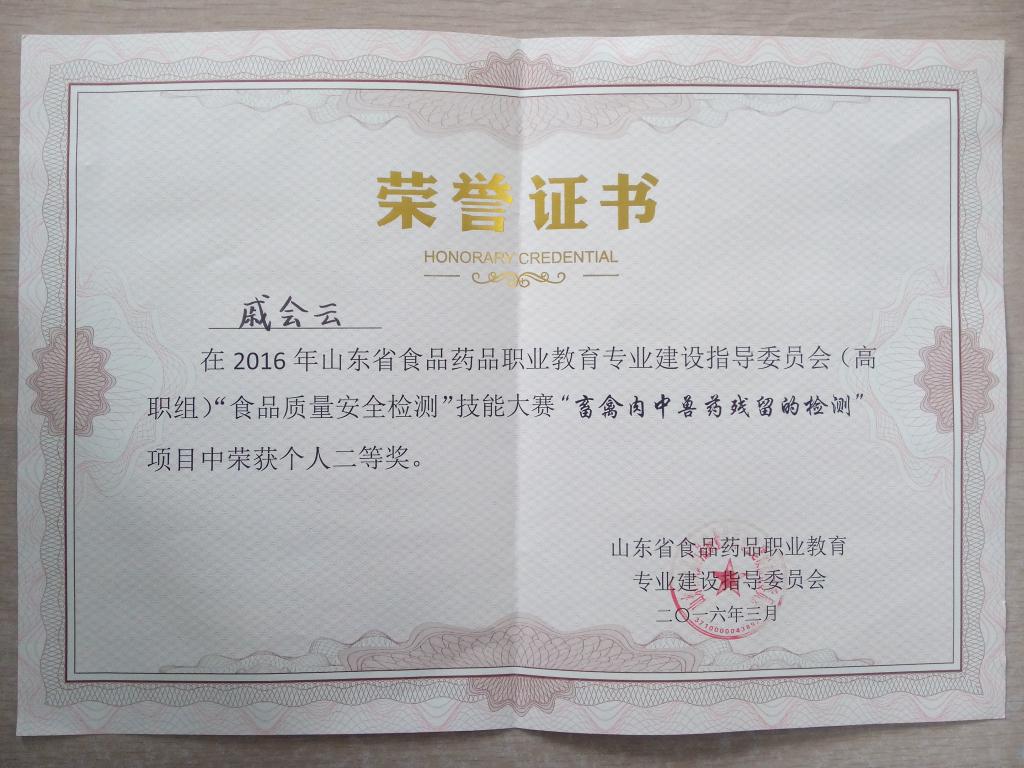 荣誉证书
HONORARY CREDENTIAL
戚会云
在 2016 年山东省食品药品职业教育专业建设指导委员会（高
职组）“食品质量安全检测”技能大赛“畜禽肉中兽药残留的检测”
项目中荣获个人二等奖。
山东省食品药品职业教育
专业建设指导委员会
二〇一六年三月